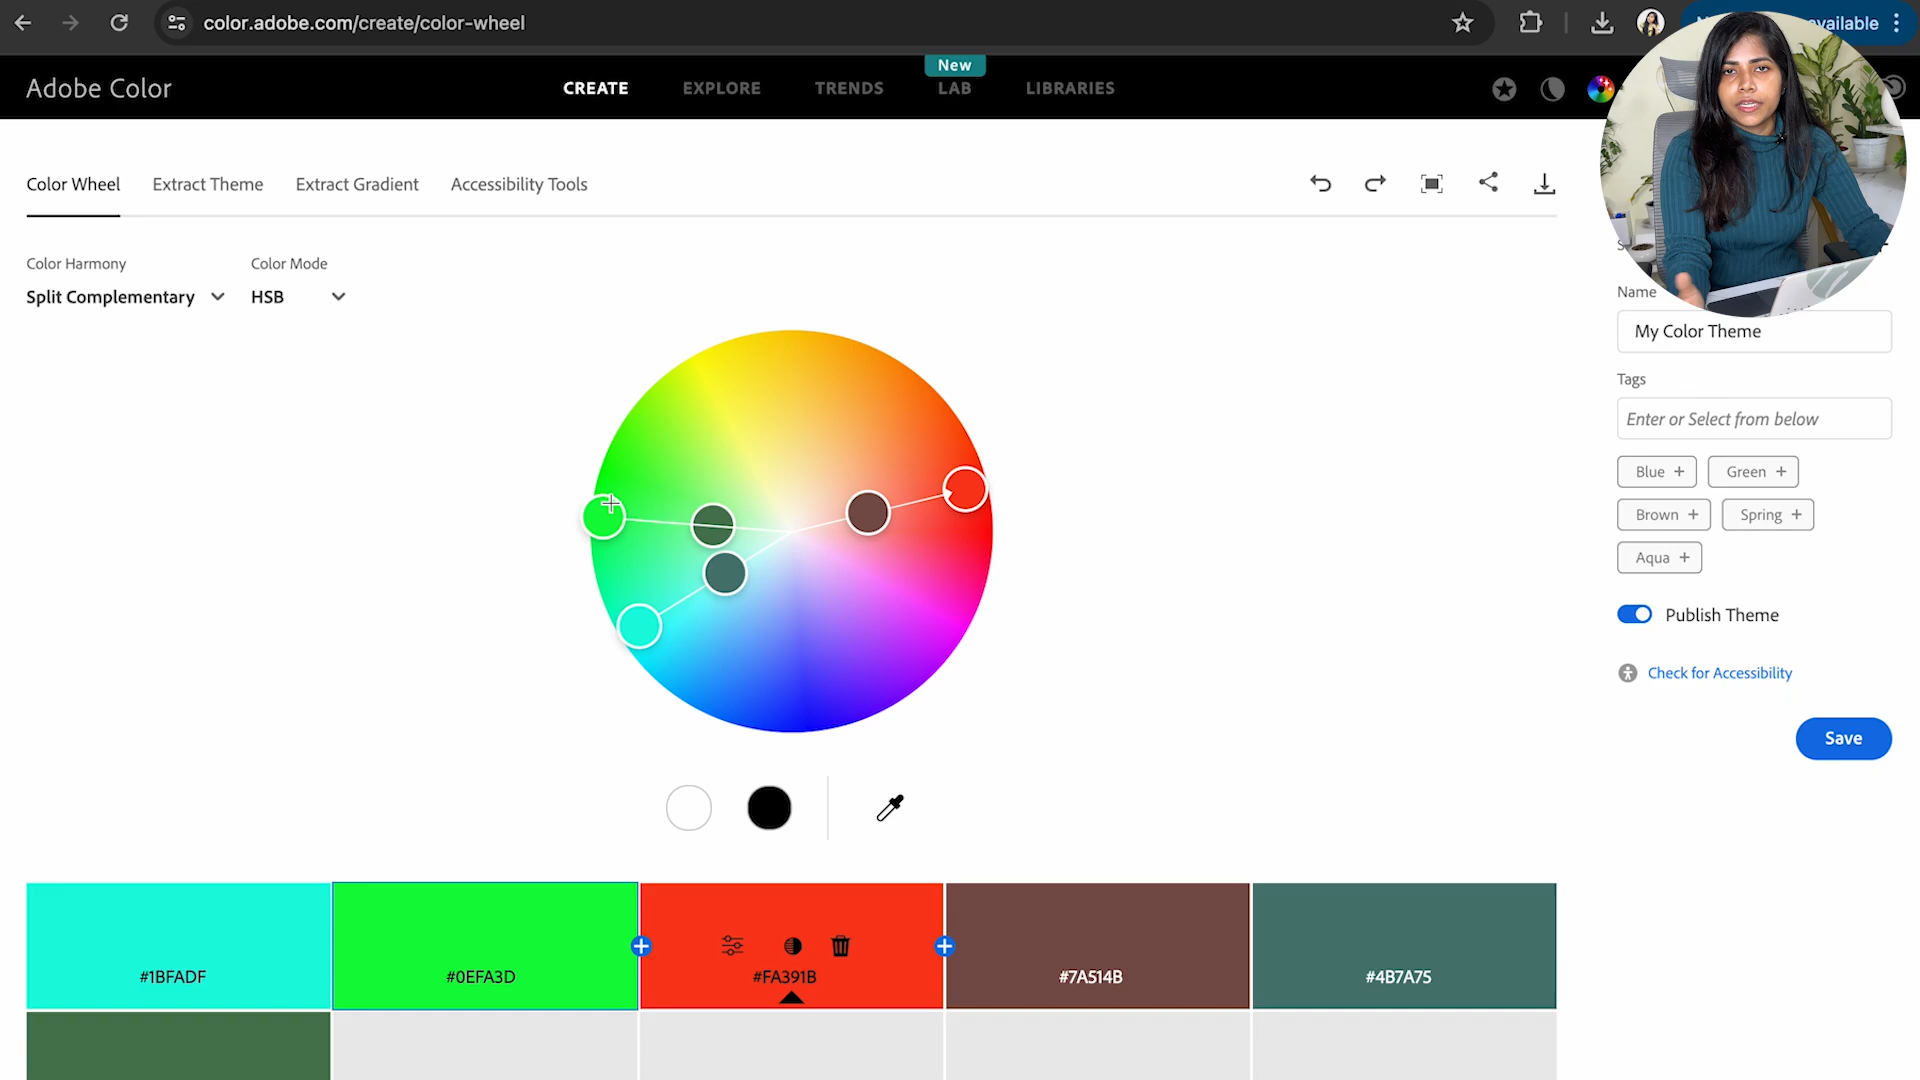 color.adobe.com/create/color-wheel
available
Adobe Color
CREATE
EXPLORE
TRENDS
New
LAB
LIBRARIES
Color Wheel
Extract Theme
Extract Gradient
Accessibility Tools
Color Harmony
Color Mode
Split Complementary
HSB
Name
My Color Theme
Tags
Enter or Select from below
Blue +
Green +
Brown +
Spring +
Aqua +
Publish Theme
Check for Accessibility
Save
#1BFADF
#0EFA3D
#FA391B
#7A514B
#4B7A75